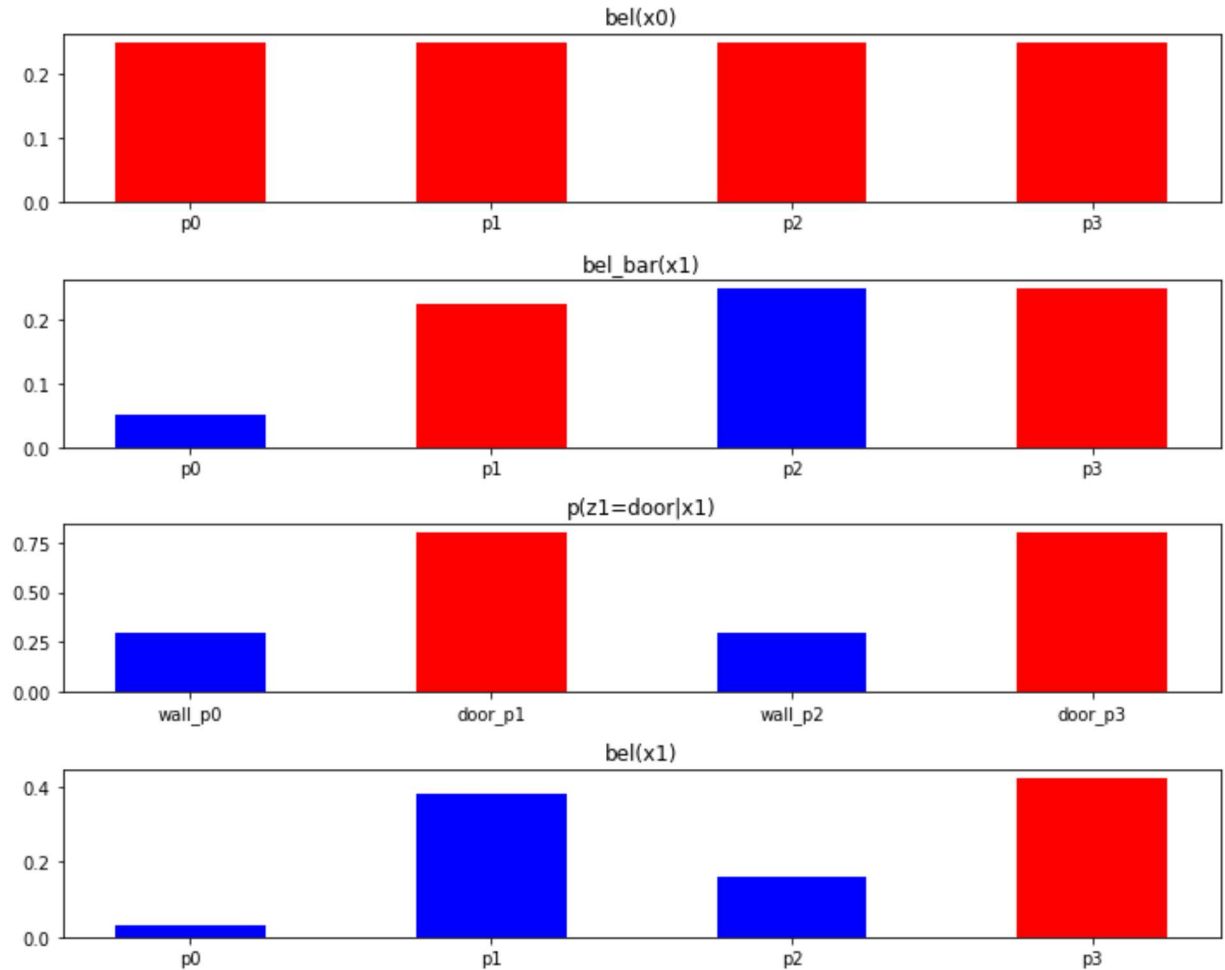 bel(x0)
0.2
0.1
0.0
p0 p1 p2 p3
bel_bar(x1)
0.2
0.1
0.0
p0 p1 p2 p3
p(z1=door|x1)
0.75
0.50
0.25
0.00
wall_p0 door_p1 wall_p2 door_p3
bel(x1)
0.4
0.2
0.0
p0 p1 p2 p3